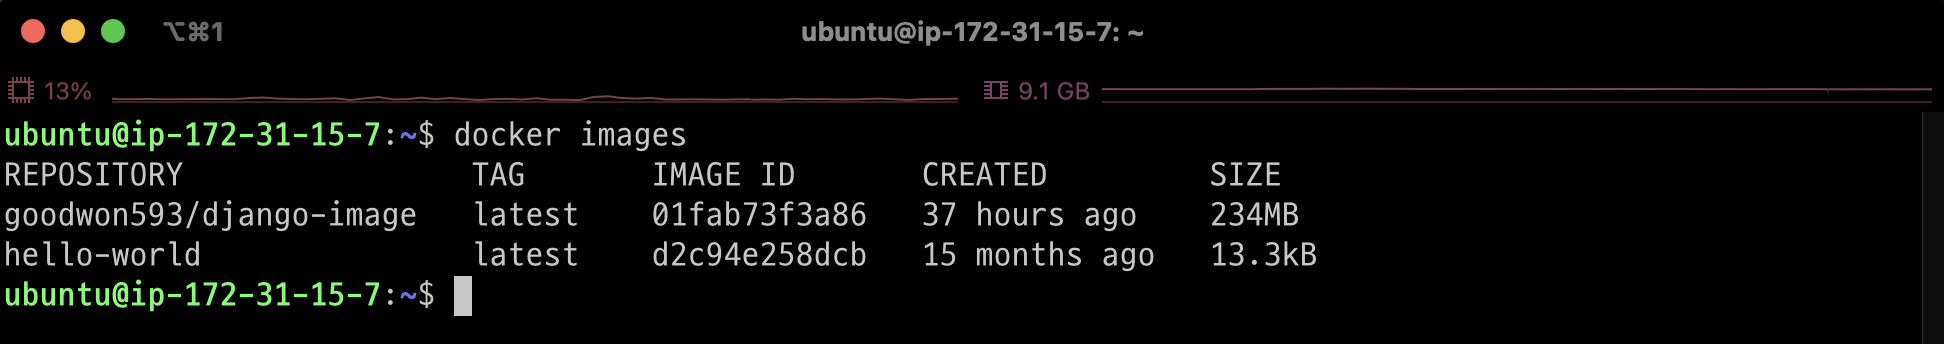 ⌥⌘1
ubuntu@ip-172-31-15-7: ~
13%
9.1 GB
ubuntu@ip-172-31-15-7:~$ docker images
REPOSITORY TAG IMAGE ID CREATED SIZE
goodwon593/django-image latest 01fab73f3a86 37 hours ago 234MB
hello-world latest d2c94e258dcb 15 months ago 13.3kB
ubuntu@ip-172-31-15-7:~$